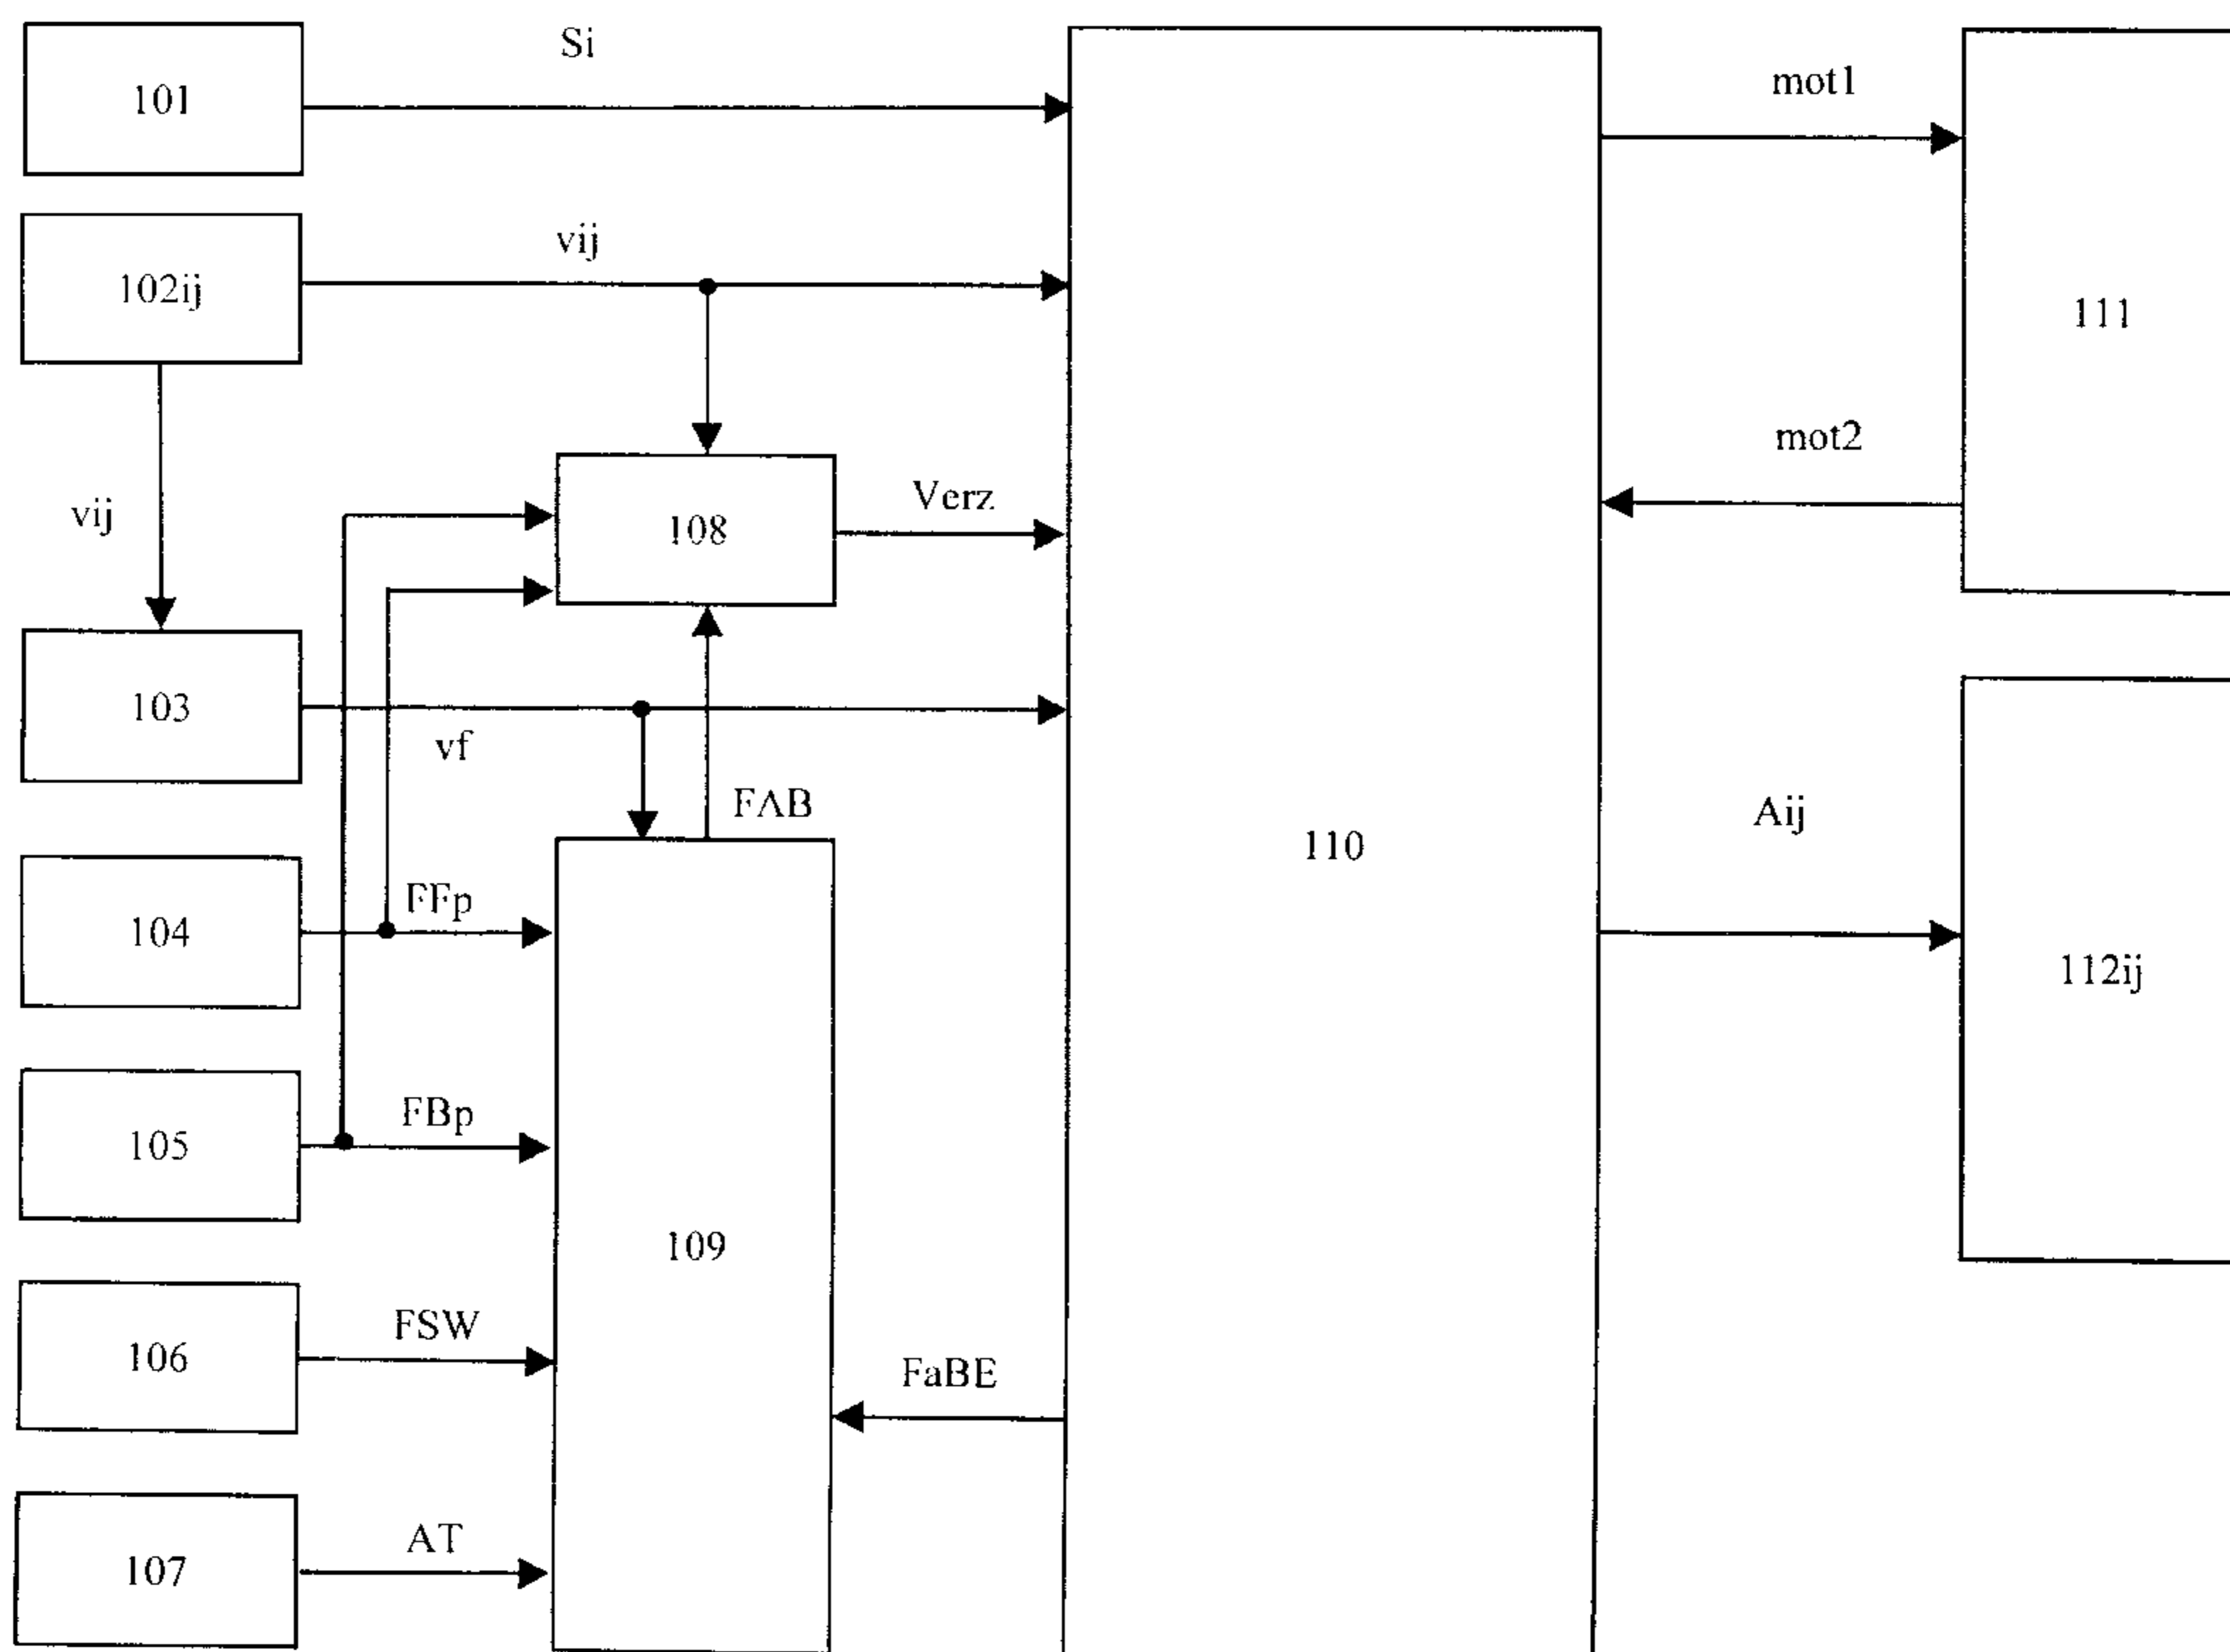 101
Si
mot1
102ij
vij
111
vij
108
Verz
mot2
103
vf
FAB
110
Aij
104
FFp
112ij
105
FBp
109
106
FSW
FaBE
107
AT